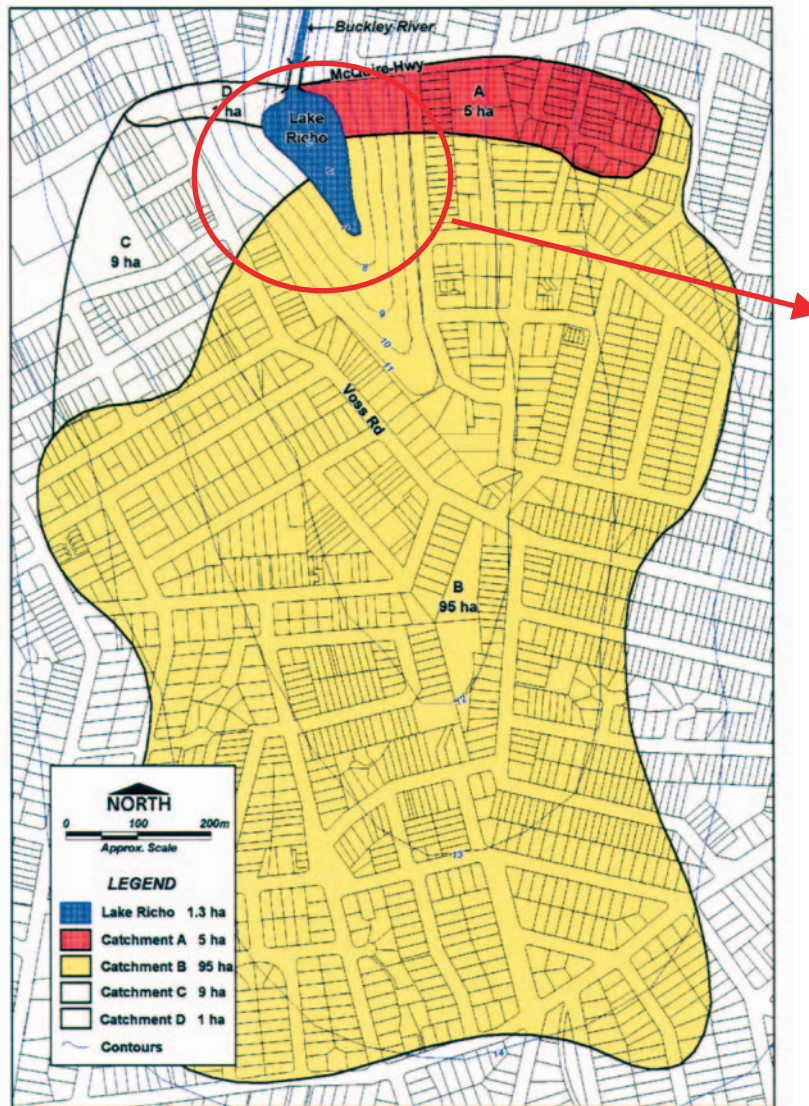 Buckley River
McQuire Hwy
D
ha
Lake
Richo
A
5 ha
C
9 ha
7
8
9
10
11
Voss Rd
B
95 ha
12
13
14
NORTH
0 100 200m
Approx. Scale
LEGEND
Lake Richo 1.3 ha
Catchment A 5 ha
Catchment B 95 ha
Catchment C 9 ha
Catchment D 1 ha
Contours